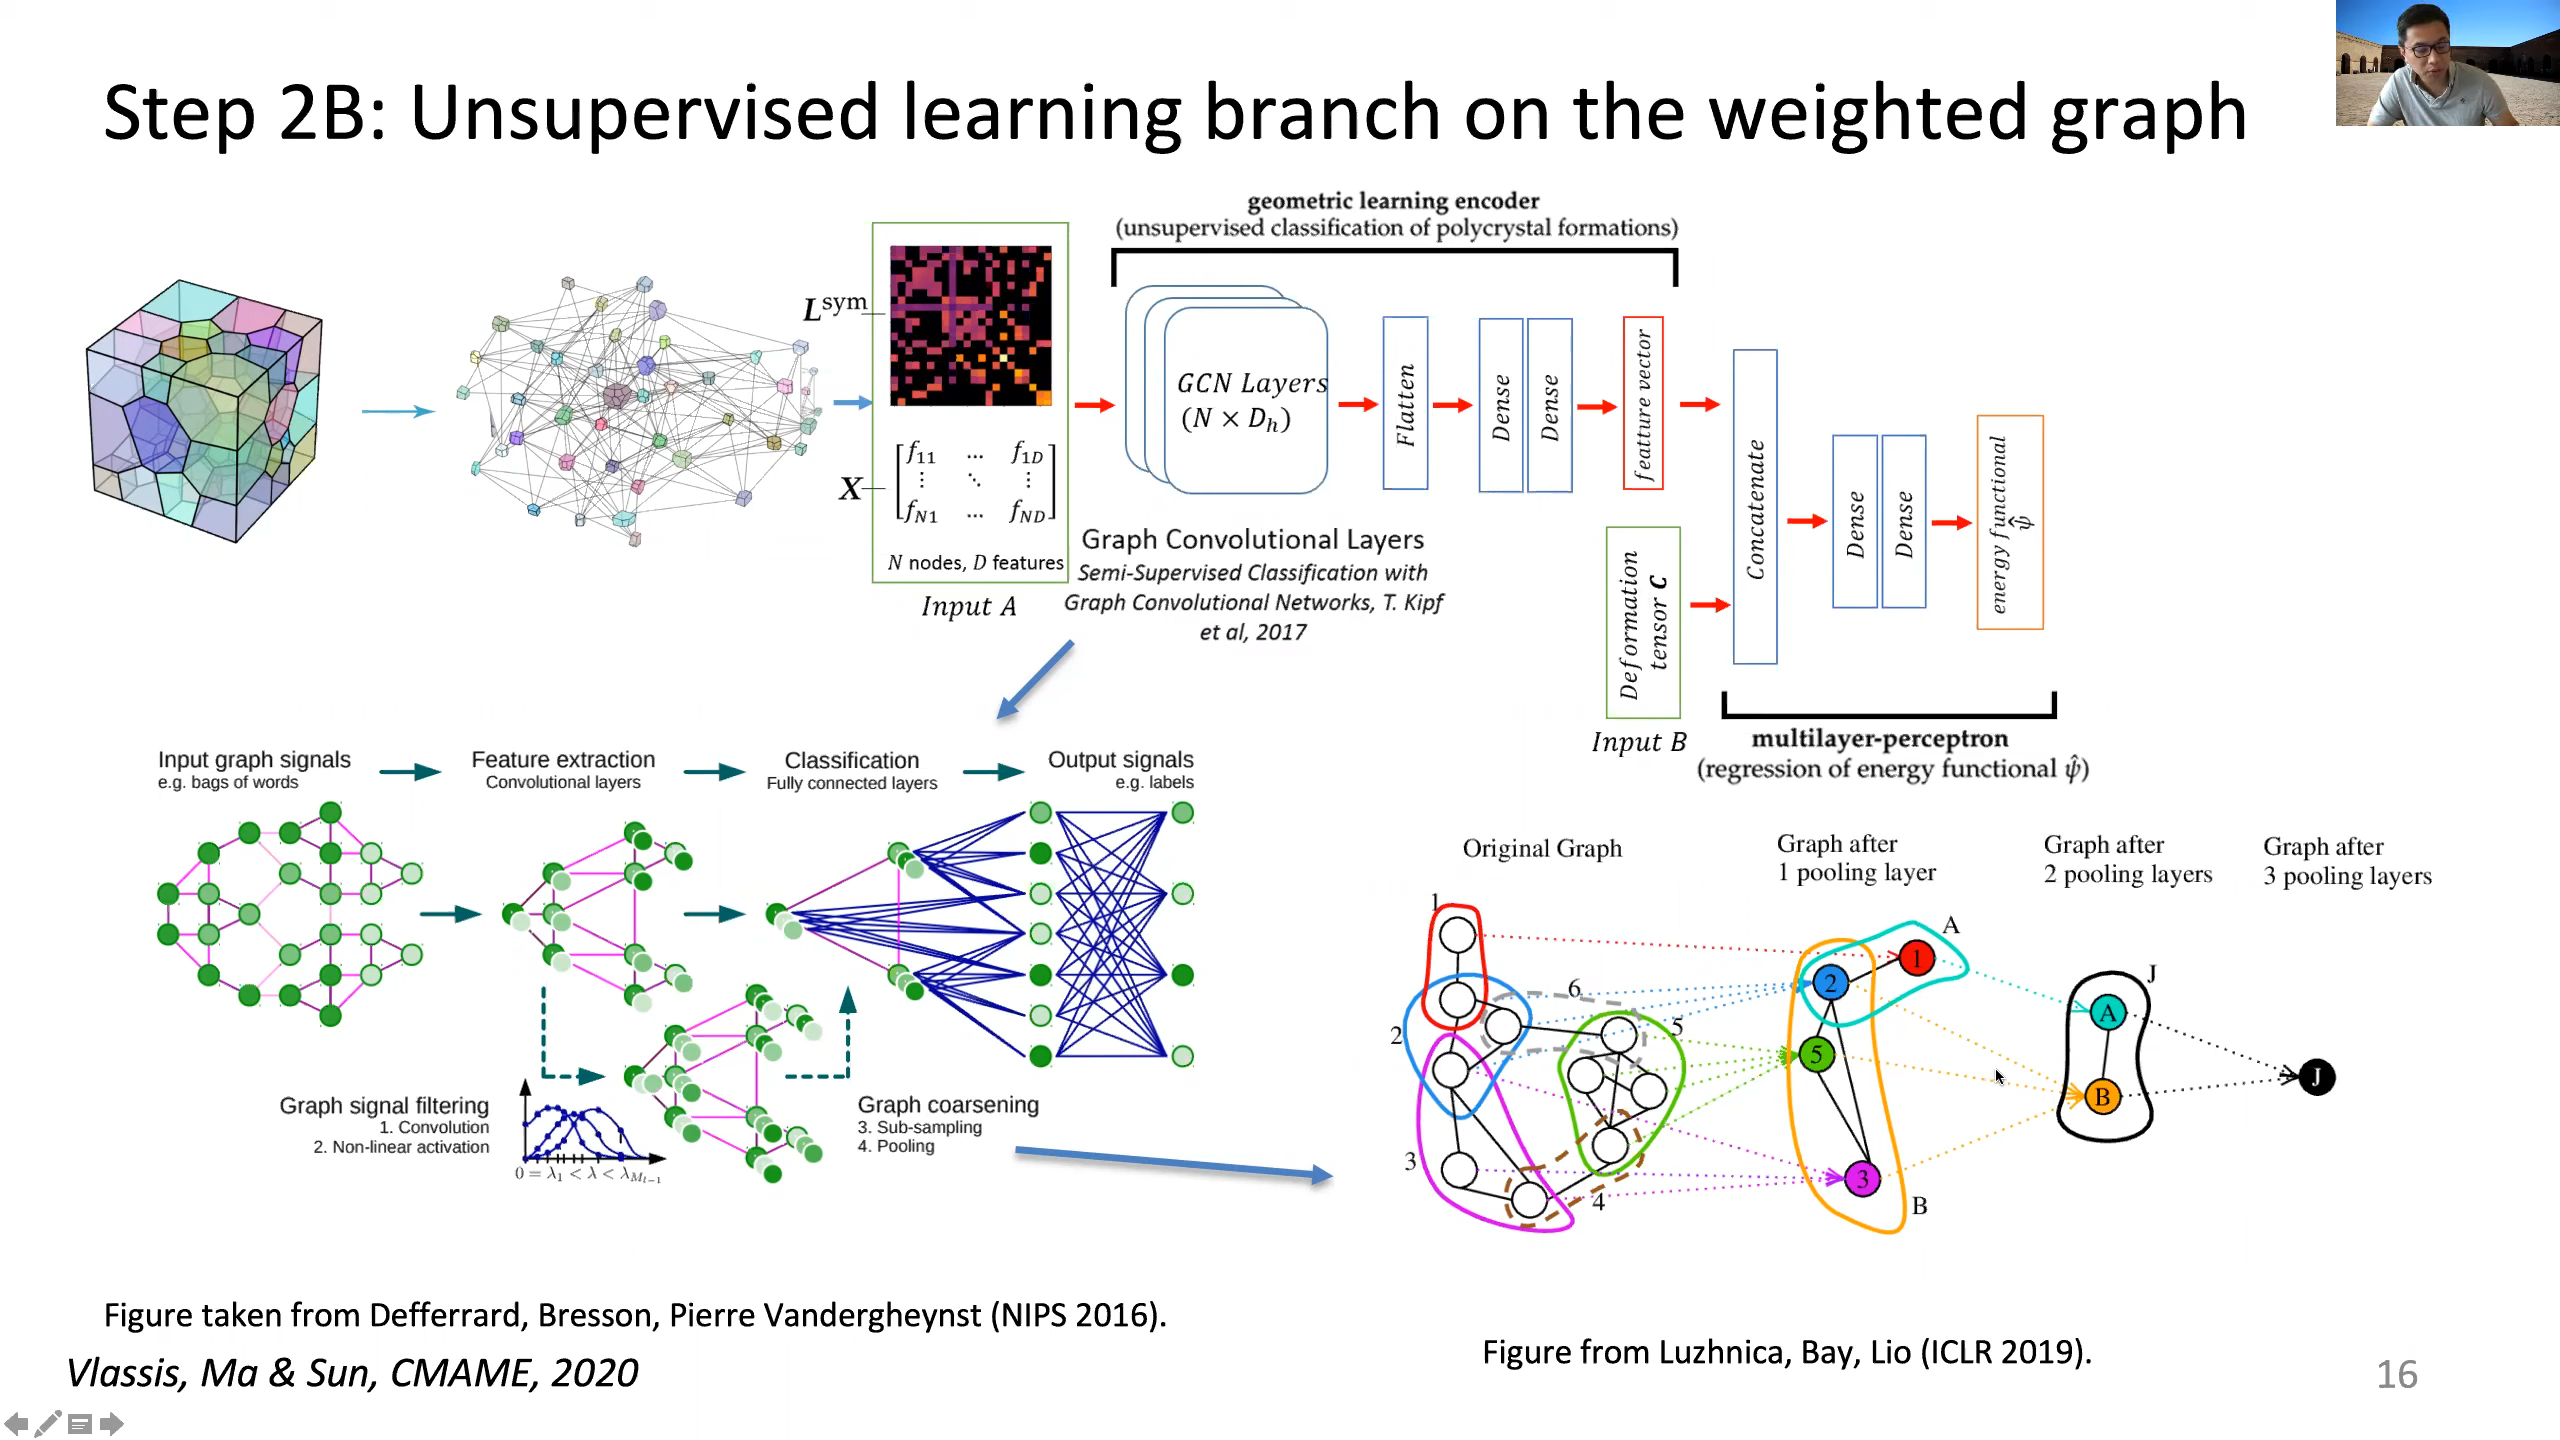 Step 2B: Unsupervised learning branch on the weighted graph
geometric learning encoder
(unsupervised classification of polycrystal formations)
L^sym
X
f11 ... f1D
⋮ ⋱ ⋮
fN1 ... fND
N nodes, D features
Input A
GCN Layers
(N × D_h)
Flatten
Dense
Dense
featture vector
Graph Convolutional Layers
Semi-Supervised Classification with
Graph Convolutional Networks, T. Kipf
et al, 2017
Deformation
tensor C
Input B
Concatenate
Dense
Dense
energy functional
ψ̂
multilayer-perceptron
(regression of energy functional ψ̂)
Input graph signals
e.g. bags of words
Feature extraction
Convolutional layers
Classification
Fully connected layers
Output signals
e.g. labels
Graph signal filtering
1. Convolution
2. Non-linear activation
0 = λ1 < λ < λM_l−1
Graph coarsening
3. Sub-sampling
4. Pooling
Original Graph
Graph after
1 pooling layer
Graph after
2 pooling layers
Graph after
3 pooling layers
1
2
3
4
5
6
A
1
2
5
3
B
J
A
B
J
Figure taken from Defferrard, Bresson, Pierre Vandergheynst (NIPS 2016).
Figure from Luzhnica, Bay, Lio (ICLR 2019).
Vlassis, Ma & Sun, CMAME, 2020
16